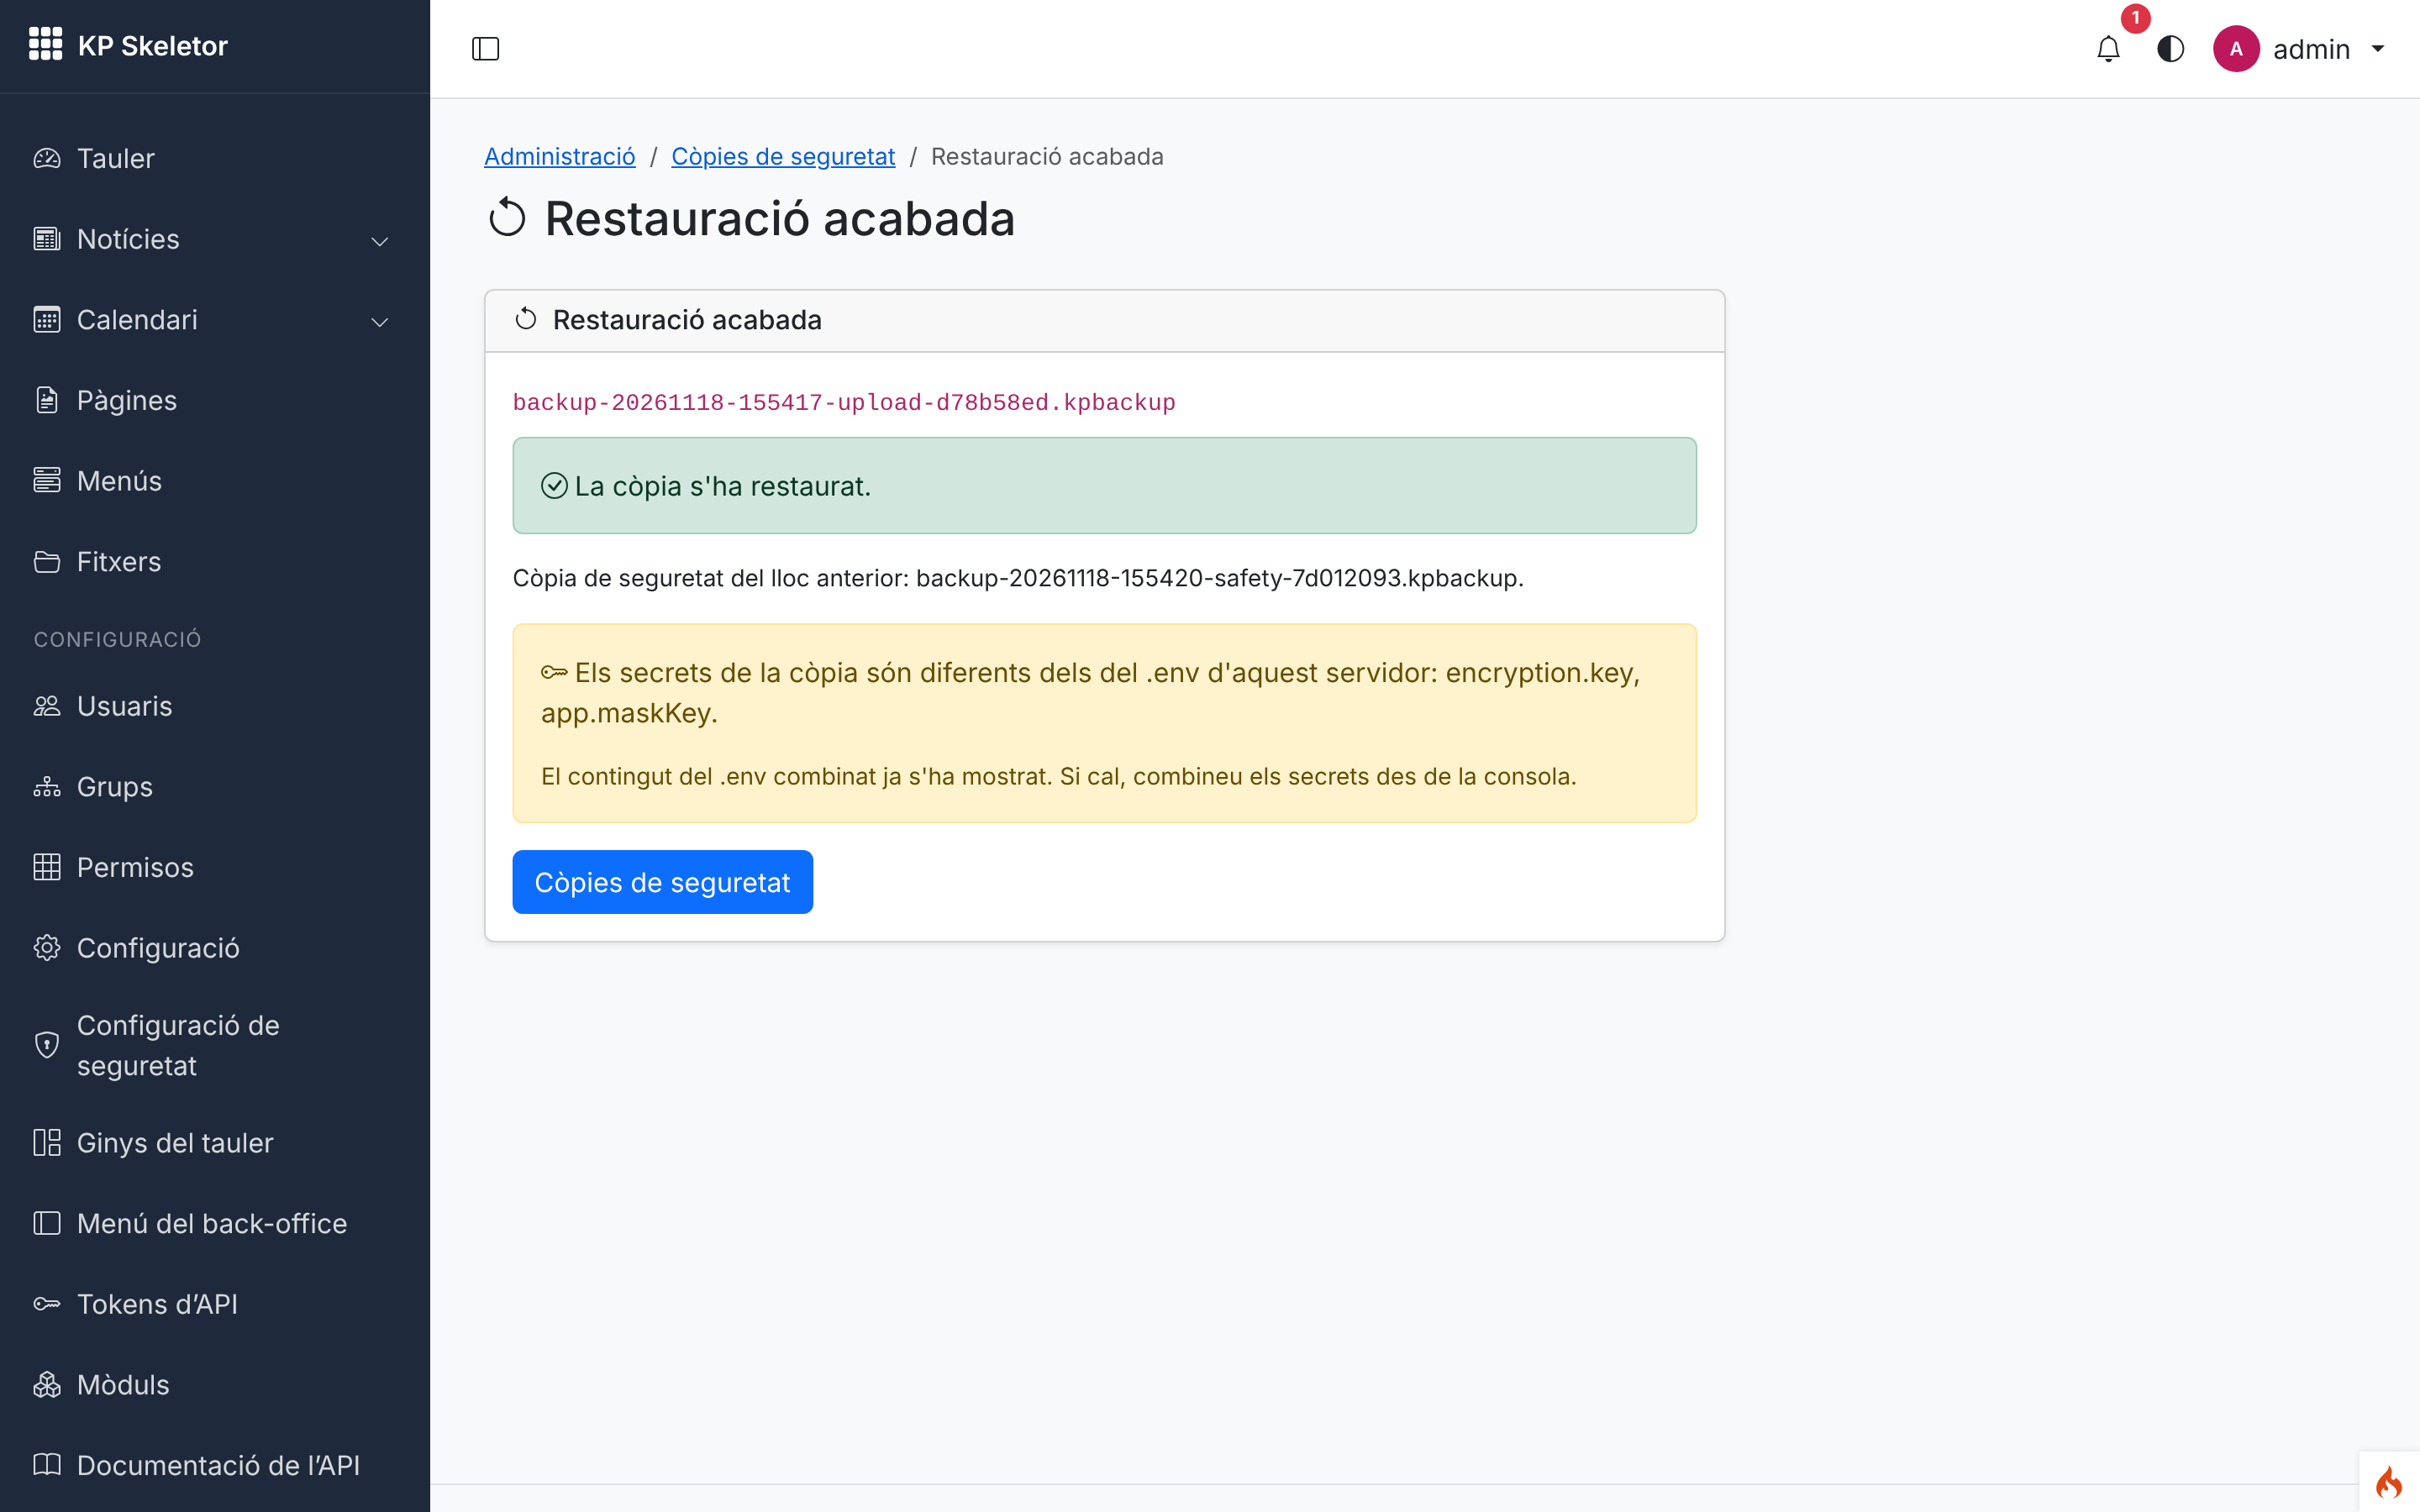 KP Skeletor
1
A
admin
Tauler
Notícies
Calendari
Pàgines
Menús
Fitxers
CONFIGURACIÓ
Usuaris
Grups
Permisos
Configuració
Configuració de
seguretat
Ginys del tauler
Menú del back-office
Tokens d’API
Mòduls
Documentació de l’API
Administració / Còpies de seguretat / Restauració acabada
Restauració acabada
Restauració acabada
backup-20261118-155417-upload-d78b58ed.kpbackup
La còpia s'ha restaurat.
Còpia de seguretat del lloc anterior: backup-20261118-155420-safety-7d012093.kpbackup.
Els secrets de la còpia són diferents dels del .env d'aquest servidor: encryption.key,
app.maskKey.
El contingut del .env combinat ja s'ha mostrat. Si cal, combineu els secrets des de la consola.
Còpies de seguretat